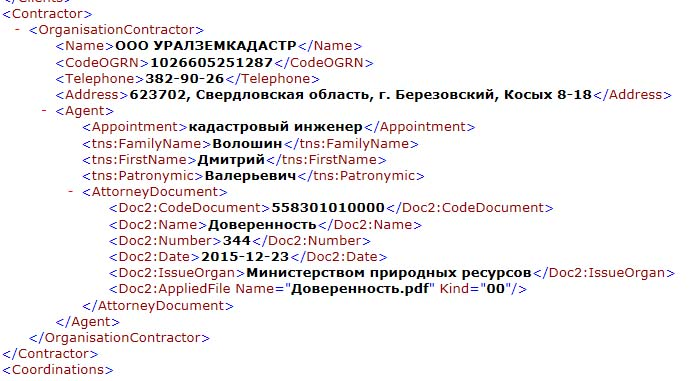 </Clients>
<Contractor>
- <OrganisationContractor>
<Name>ООО УРАЛЗЕМКАДАСТР</Name>
<CodeOGRN>1026605251287</CodeOGRN>
<Telephone>382-90-26</Telephone>
<Address>623702, Свердловская область, г. Березовский, Косых 8-18</Address>
- <Agent>
<Appointment>кадастровый инженер</Appointment>
<tns:FamilyName>Волошин</tns:FamilyName>
<tns:FirstName>Дмитрий</tns:FirstName>
<tns:Patronymic>Валерьевич</tns:Patronymic>
- <AttorneyDocument>
<Doc2:CodeDocument>558301010000</Doc2:CodeDocument>
<Doc2:Name>Доверенность</Doc2:Name>
<Doc2:Number>344</Doc2:Number>
<Doc2:Date>2015-12-23</Doc2:Date>
<Doc2:IssueOrgan>Министерством природных ресурсов</Doc2:IssueOrgan>
<Doc2:AppliedFile Name="Доверенность.pdf" Kind="00"/>
</AttorneyDocument>
</Agent>
</OrganisationContractor>
</Contractor>
<Coordinations>